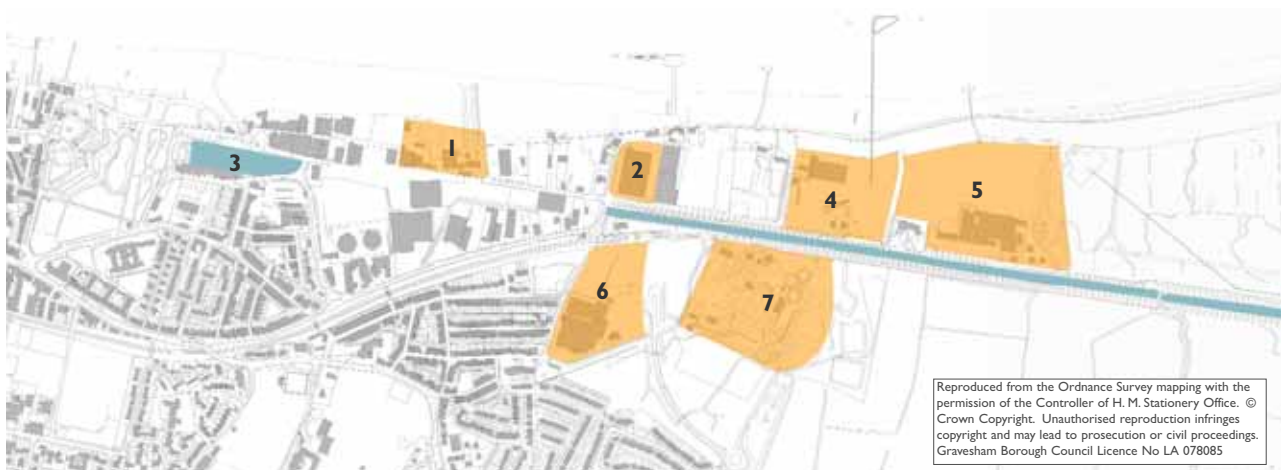 1
2
3
4
5
6
7
Reproduced from the Ordnance Survey mapping with the
permission of the Controller of H. M. Stationery Office. ©
Crown Copyright. Unauthorised reproduction infringes
copyright and may lead to prosecution or civil proceedings.
Gravesham Borough Council Licence No LA 078085